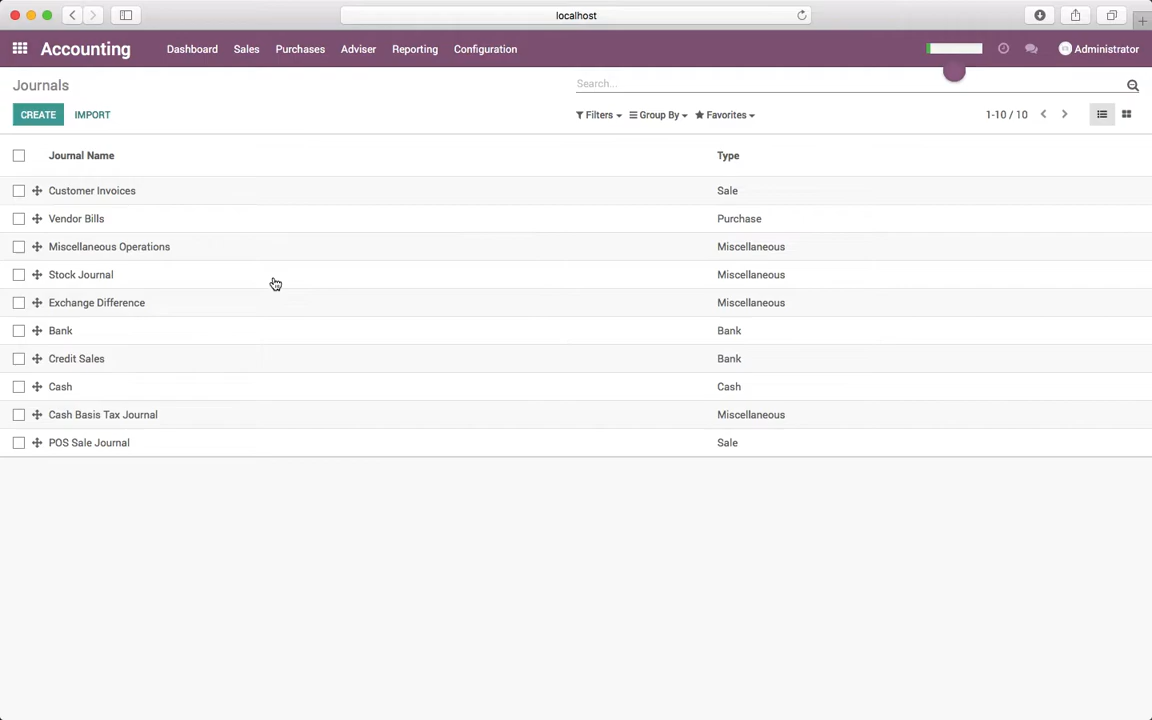 localhost
Accounting Dashboard Sales Purchases Adviser Reporting Configuration Administrator
Journals Search...
CREATE IMPORT Filters Group By Favorites 1-10 / 10
Journal Name Type
Customer Invoices Sale
Vendor Bills Purchase
Miscellaneous Operations Miscellaneous
Stock Journal Miscellaneous
Exchange Difference Miscellaneous
Bank Bank
Credit Sales Bank
Cash Cash
Cash Basis Tax Journal Miscellaneous
POS Sale Journal Sale